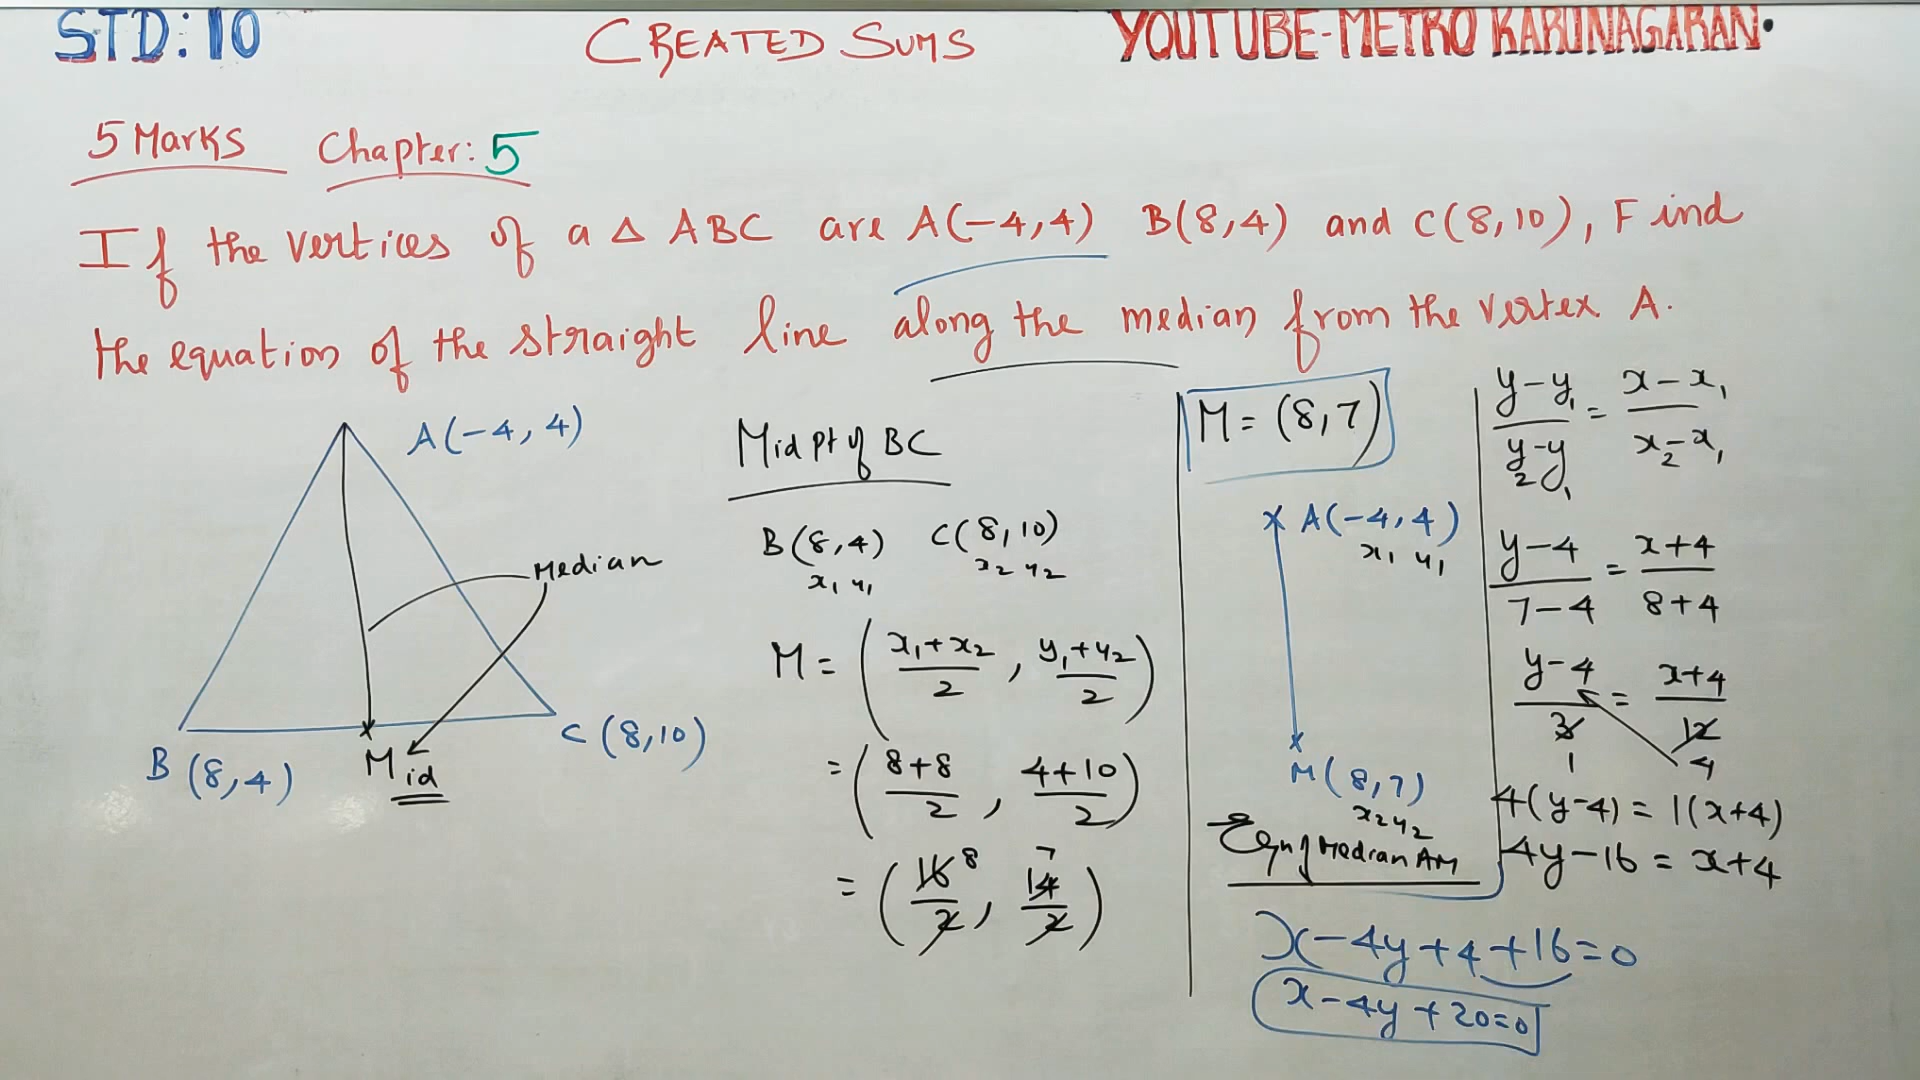 STD: 10 CREATED SUMS YOUTUBE-METRO KARUNAGARAN.
5 Marks Chapter: 5
If the vertices of a Δ ABC are A(-4,4) B(8,4) and C(8,10), Find
the equation of the straight line along the median from the vertex A.
A(-4,4)
Median
B (8,4)
Mid
C (8,10)
Mid pt of BC
B(8,4) C(8,10)
x₁ y₁ x₂ y₂
M = ( x₁+x₂/2 , y₁+y₂/2 )
= ( 8+8/2 , 4+10/2 )
= ( 16/2 , 14/2 )
8 7
M = (8,7)
A(-4,4)
x₁ y₁
M(8,7)
x₂ y₂
Eqn of Median AM
y-y₁/y₂-y₁ = x-x₁/x₂-x₁
y-4/7-4 = x+4/8+4
y-4/3 = x+4/12
1 4
4(y-4) = 1(x+4)
4y-16 = x+4
x-4y+4+16=0
x-4y+20=0